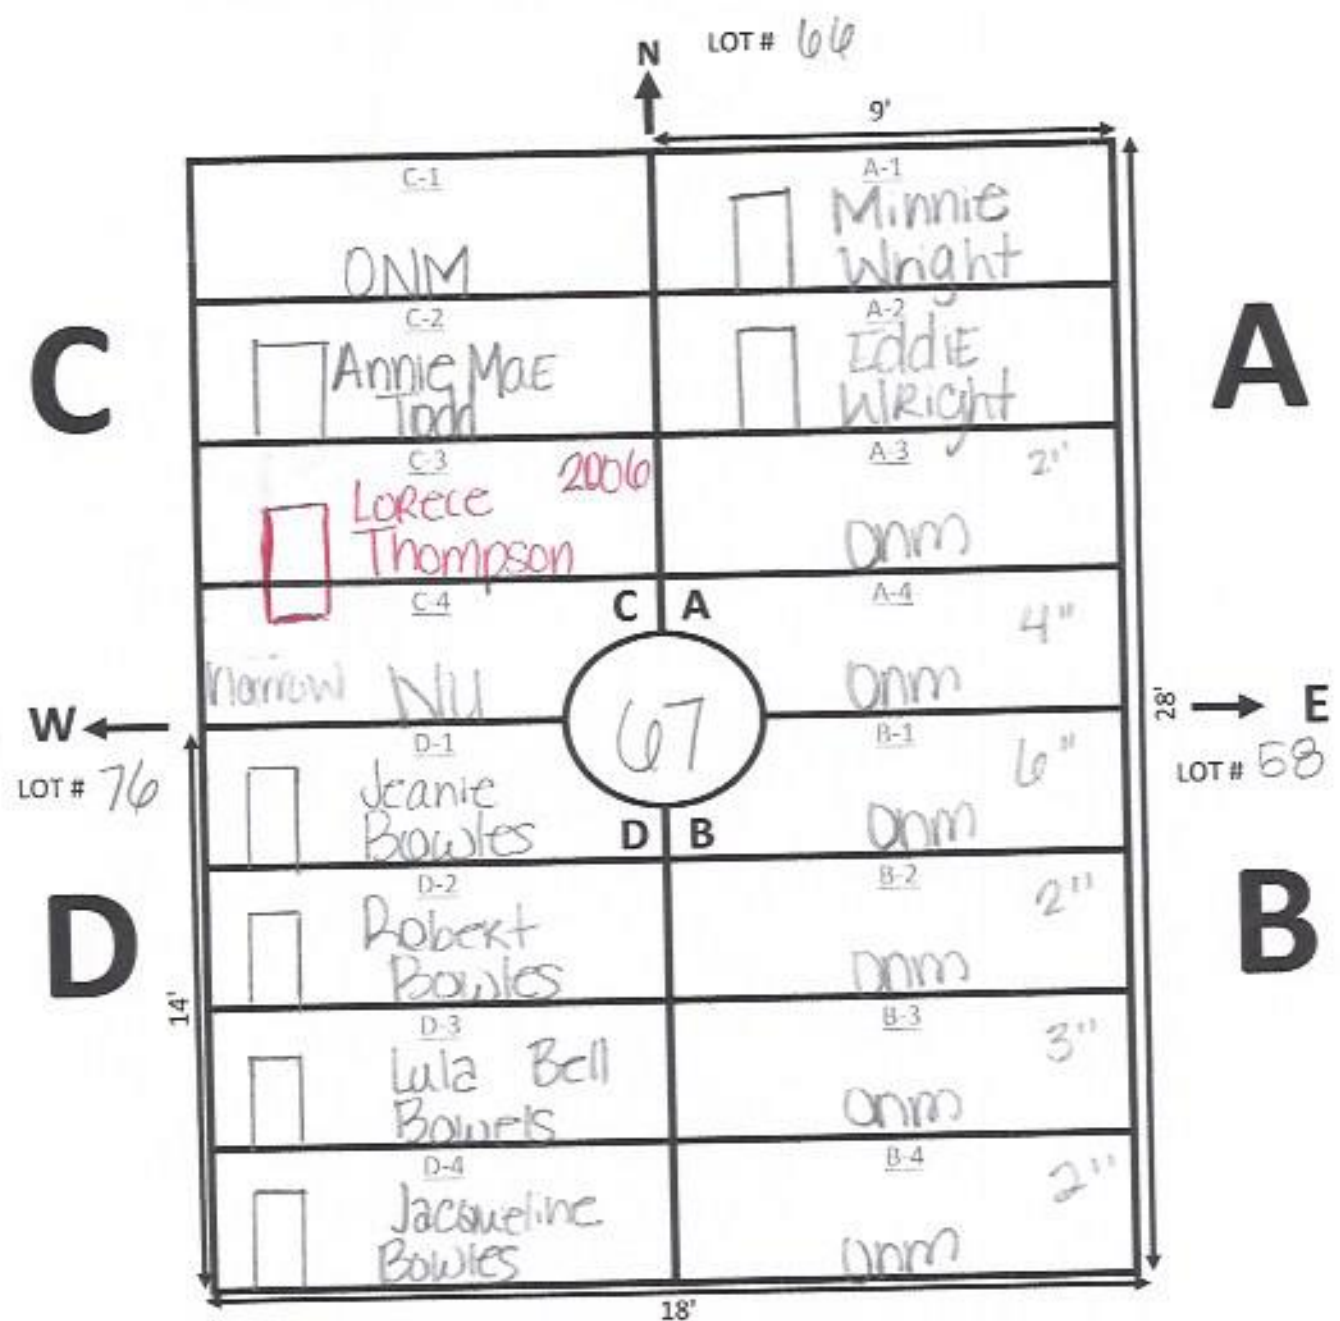 N LOT # 66
9'
C-1
ONM
A-1
Minnie
Wright
C-2
Annie Mae
Todd
A-2
Eddie
Wright
C-3
Lorece 2006
Thompson
A-3
2"
onm
C-4
narrow NU
A-4
4"
onm
C A
67
D B
C
A
W
LOT # 76
E
LOT # 58
28'
D-1
Jeanie
Bowles
B-1
6"
onm
D-2
Robert
Bowles
B-2
2"
onm
D
B
14'
D-3
Lula Bell
Bowels
B-3
3"
onm
D-4
Jacqueline
Bowles
B-4
2"
onm
18'